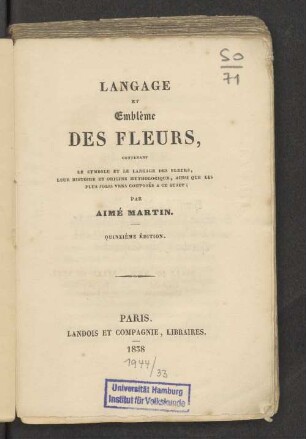 So
71
LANGAGE
ET
Emblême
DES FLEURS,
CONTENANT
LE SYMBOLE ET LE LANGAGE DES FLEURS,
LEUR HISTOIRE ET ORIGINE MYTHOLOGIQUE, AINSI QUE LES
PLUS JOLIS VERS COMPOSÉS A CE SUJET;
PAR
AIMÉ MARTIN.
QUINZIÈME ÉDITION.
PARIS.
LANDOIS ET COMPAGNIE, LIBRAIRES.
1838
1944/33
Universität Hamburg
Institut für Volkskunde